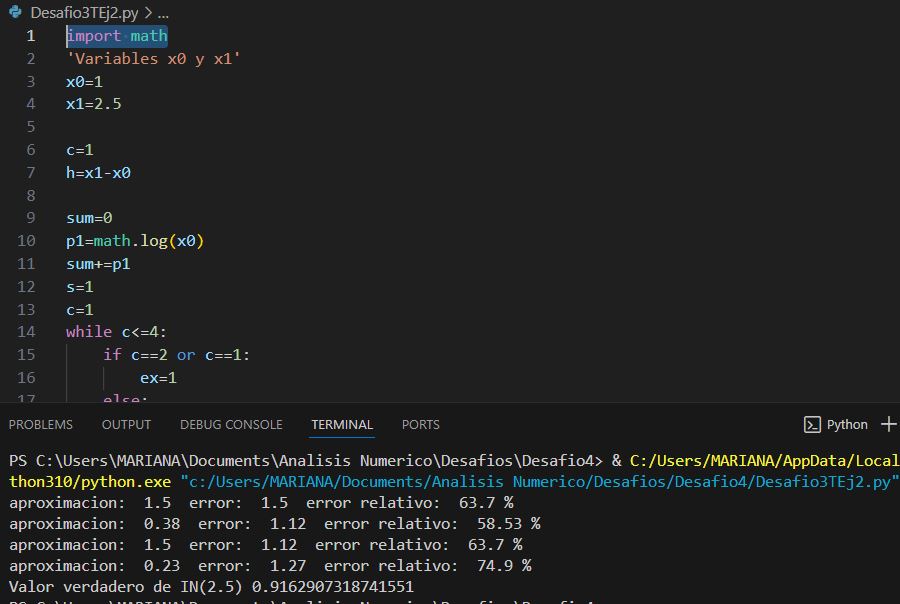 Desafio3TEj2.py > ...
1 import math
2 'Variables x0 y x1'
3 x0=1
4 x1=2.5
5
6 c=1
7 h=x1-x0
8
9 sum=0
10 p1=math.log(x0)
11 sum+=p1
12 s=1
13 c=1
14 while c<=4:
15 if c==2 or c==1:
16 ex=1
17 else:
PROBLEMS OUTPUT DEBUG CONSOLE TERMINAL PORTS Python
PS C:\Users\MARIANA\Documents\Analisis Numerico\Desafios\Desafio4> & C:/Users/MARIANA/AppData/Local
thon310/python.exe "c:/Users/MARIANA/Documents/Analisis Numerico/Desafios/Desafio4/Desafio3TEj2.py"
aproximacion: 1.5 error: 1.5 error relativo: 63.7 %
aproximacion: 0.38 error: 1.12 error relativo: 58.53 %
aproximacion: 1.5 error: 1.12 error relativo: 63.7 %
aproximacion: 0.23 error: 1.27 error relativo: 74.9 %
Valor verdadero de IN(2.5) 0.9162907318741551